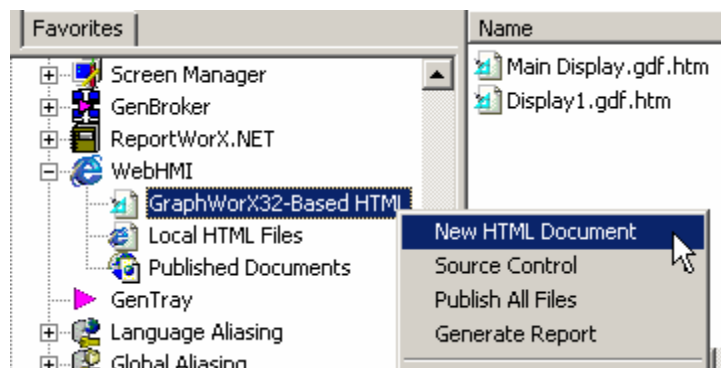 Favorites
Name
Screen Manager
GenBroker
ReportWorX.NET
WebHMI
GraphWorX32-Based HTML
Local HTML Files
Published Documents
GenTray
Language Aliasing
Global Aliasing
Main Display.gdf.htm
Display1.gdf.htm
New HTML Document
Source Control
Publish All Files
Generate Report